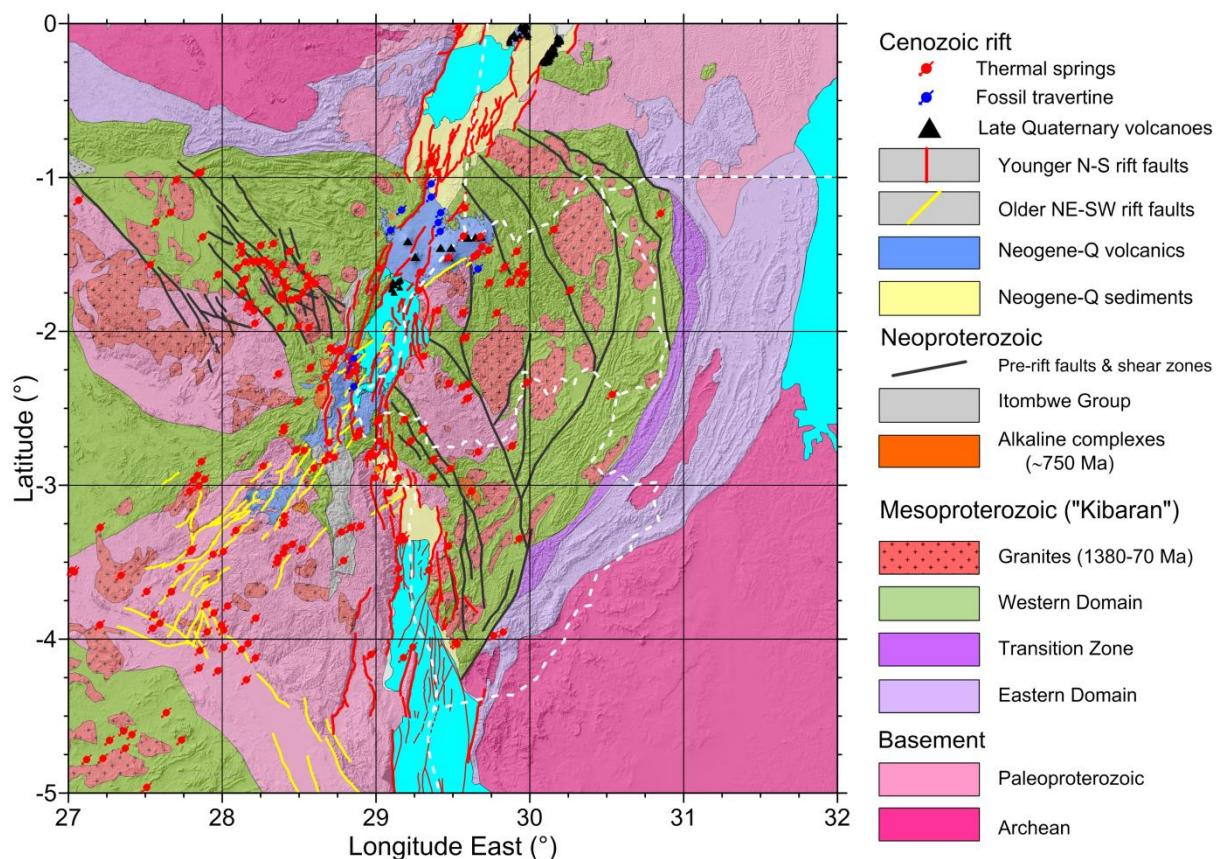 0
-1
-2
-3
-4
-5
Latitude (°)
27
28
29
30
31
32
Longitude East (°)
Cenozoic rift
Thermal springs
Fossil travertine
Late Quaternary volcanoes
Younger N-S rift faults
Older NE-SW rift faults
Neogene-Q volcanics
Neogene-Q sediments
Neoproterozoic
Pre-rift faults & shear zones
Itombwe Group
Alkaline complexes
(~750 Ma)
Mesoproterozoic ("Kibaran")
Granites (1380-70 Ma)
Western Domain
Transition Zone
Eastern Domain
Basement
Paleoproterozoic
Archean